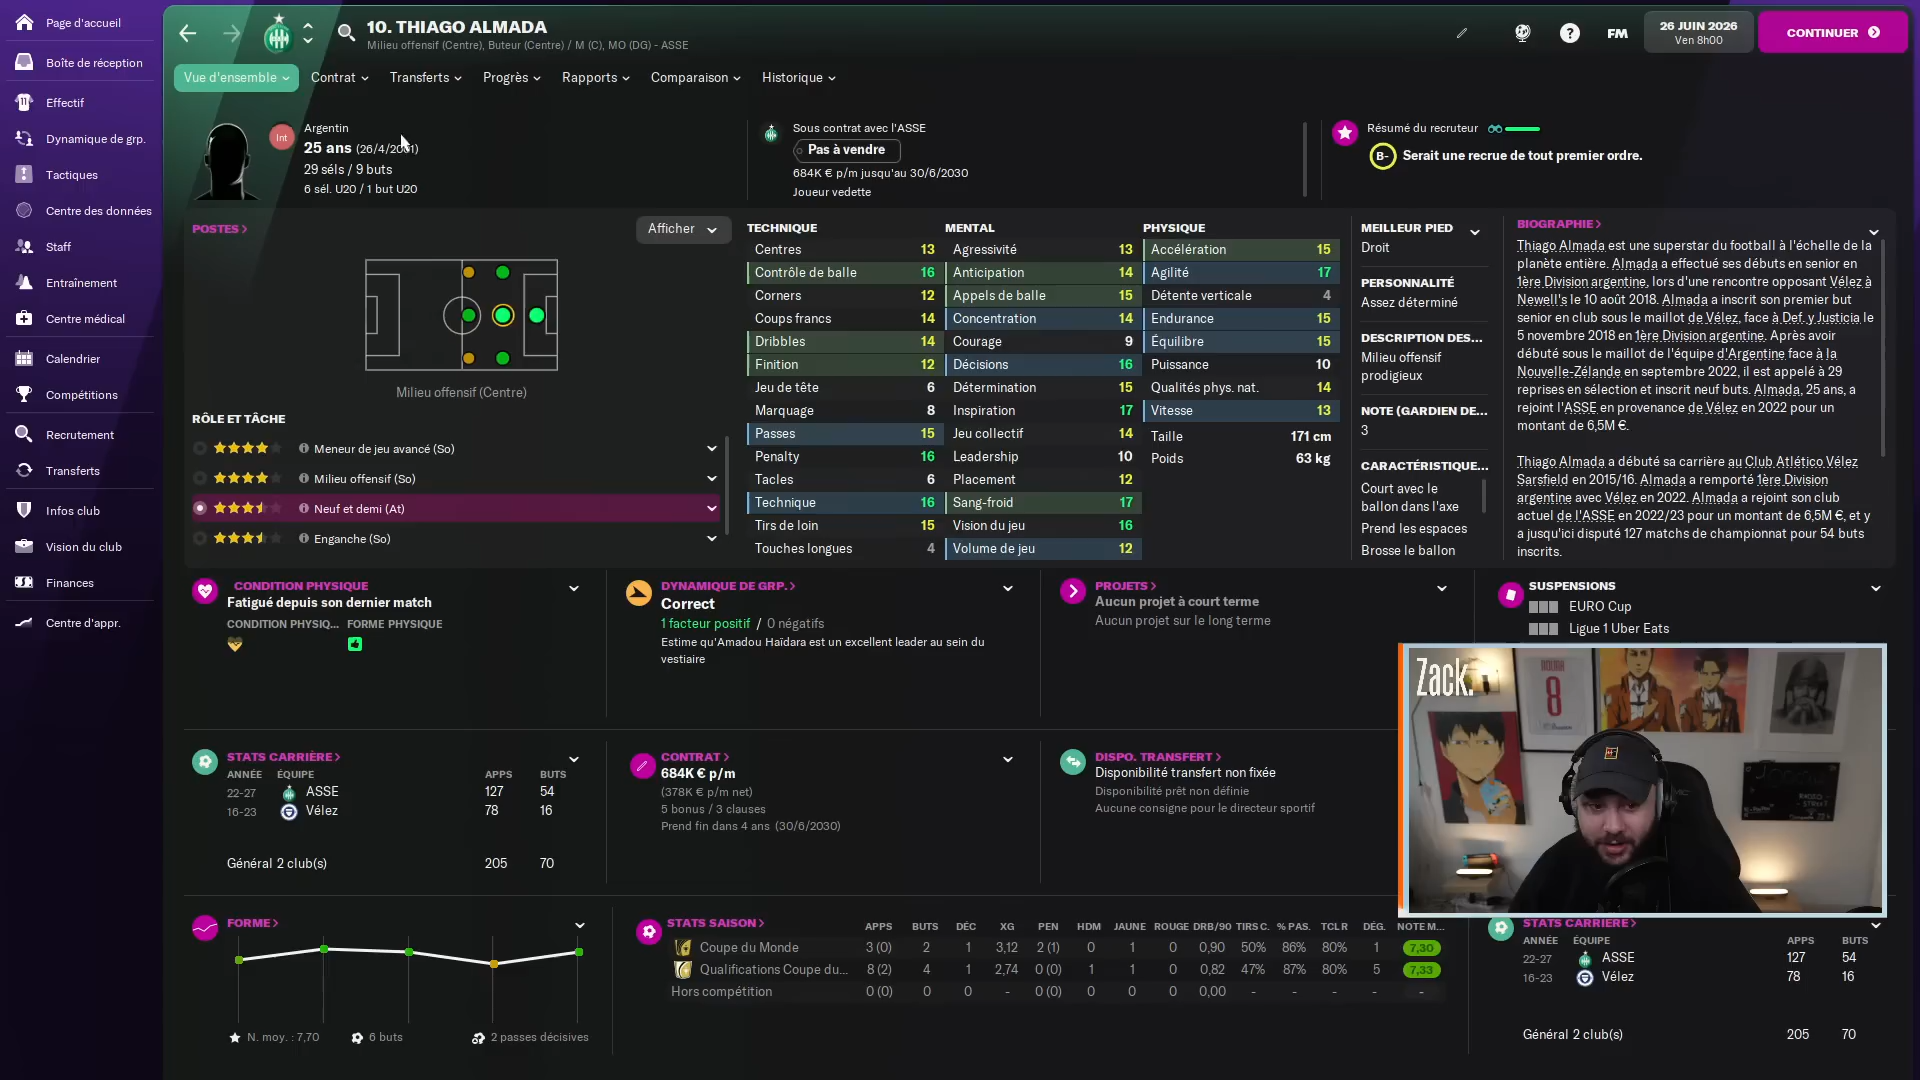 Page d'accueil
Boîte de réception
Effectif
Dynamique de grp.
Tactiques
Centre des données
Staff
Entraînement
Centre médical
Calendrier
Compétitions
Recrutement
Transferts
Infos club
Vision du club
Finances
Centre d'appr.
10. THIAGO ALMADA
Milieu offensif (Centre), Buteur (Centre) / M (C), MO (DG) - ASSE
FM
26 JUIN 2026
Ven 8h00
CONTINUER
Vue d'ensemble
Contrat
Transferts
Progrès
Rapports
Comparaison
Historique
Int
Argentin
25 ans (26/4/2001)
29 séls / 9 buts
6 sél. U20 / 1 but U20
Sous contrat avec l'ASSE
Pas à vendre
684K € p/m jusqu'au 30/6/2030
Joueur vedette
Résumé du recruteur
B-
Serait une recrue de tout premier ordre.
POSTES >
Afficher
Milieu offensif (Centre)
RÔLE ET TÂCHE
Meneur de jeu avancé (So)
Milieu offensif (So)
Neuf et demi (At)
Enganche (So)
TECHNIQUE
Centres 13
Contrôle de balle 16
Corners 12
Coups francs 14
Dribbles 14
Finition 12
Jeu de tête 6
Marquage 8
Passes 15
Penalty 16
Tacles 6
Technique 16
Tirs de loin 15
Touches longues 4
MENTAL
Agressivité 13
Anticipation 14
Appels de balle 15
Concentration 14
Courage 9
Décisions 16
Détermination 15
Inspiration 17
Jeu collectif 14
Leadership 10
Placement 12
Sang-froid 17
Vision du jeu 16
Volume de jeu 12
PHYSIQUE
Accélération 15
Agilité 17
Détente verticale 4
Endurance 15
Équilibre 15
Puissance 10
Qualités phys. nat. 14
Vitesse 13
Taille 171 cm
Poids 63 kg
MEILLEUR PIED
Droit
PERSONNALITÉ
Assez déterminé
DESCRIPTION DES...
Milieu offensif
prodigieux
NOTE (GARDIEN DE...
3
CARACTÉRISTIQUE...
Court avec le
ballon dans l'axe
Prend les espaces
Brosse le ballon
BIOGRAPHIE >
Thiago Almada est une superstar du football à l'échelle de la
planète entière. Almada a effectué ses débuts en senior en
1ère Division argentine, lors d'une rencontre opposant Vélez à
Newell's le 10 août 2018. Almada a inscrit son premier but
senior en club sous le maillot de Vélez, face à Def. y Justicia le
5 novembre 2018 en 1ère Division argentine. Après avoir
débuté sous le maillot de l'équipe d'Argentine face à la
Nouvelle-Zélande en septembre 2022, il est appelé à 29
reprises en sélection et inscrit neuf buts. Almada, 25 ans, a
rejoint l'ASSE en provenance de Vélez en 2022 pour un
montant de 6,5M €.
Thiago Almada a débuté sa carrière au Club Atlético Vélez
Sarsfield en 2015/16. Almada a remporté 1ère Division
argentine avec Vélez en 2022. Almada a rejoint son club
actuel de l'ASSE en 2022/23 pour un montant de 6,5M €, et y
a jusqu'ici disputé 127 matchs de championnat pour 54 buts
inscrits.
CONDITION PHYSIQUE
Fatigué depuis son dernier match
CONDITION PHYSIQ... FORME PHYSIQUE
DYNAMIQUE DE GRP. >
Correct
1 facteur positif / 0 négatifs
Estime qu'Amadou Haïdara est un excellent leader au sein du
vestiaire
PROJETS >
Aucun projet à court terme
Aucun projet sur le long terme
SUSPENSIONS
EURO Cup
Ligue 1 Uber Eats
Zack.
8
STATS CARRIÈRE >
ANNÉE ÉQUIPE APPS BUTS
22-27 ASSE 127 54
16-23 Vélez 78 16
Général 2 club(s) 205 70
CONTRAT >
684K € p/m
(378K € p/m net)
5 bonus / 3 clauses
Prend fin dans 4 ans (30/6/2030)
DISPO. TRANSFERT >
Disponibilité transfert non fixée
Disponibilité prêt non définie
Aucune consigne pour le directeur sportif
FORME >
N. moy. : 7,70
6 buts
2 passes décisives
STATS SAISON >
APPS BUTS DÉC XG PEN HDM JAUNE ROUGE DRB/90 TIRS C. % PAS. TCL R DÉG. NOTE M...
Coupe du Monde 3 (0) 2 1 3,12 2 (1) 0 1 0 0,90 50% 86% 80% 1 7,30
Qualifications Coupe du... 8 (2) 4 1 2,74 0 (0) 1 1 0 0,82 47% 87% 80% 5 7,33
Hors compétition 0 (0) 0 0 - 0 (0) 0 0 0 0,00 - - - - -
STATS CARRIÈRE >
ANNÉE ÉQUIPE APPS BUTS
22-27 ASSE 127 54
16-23 Vélez 78 16
Général 2 club(s) 205 70